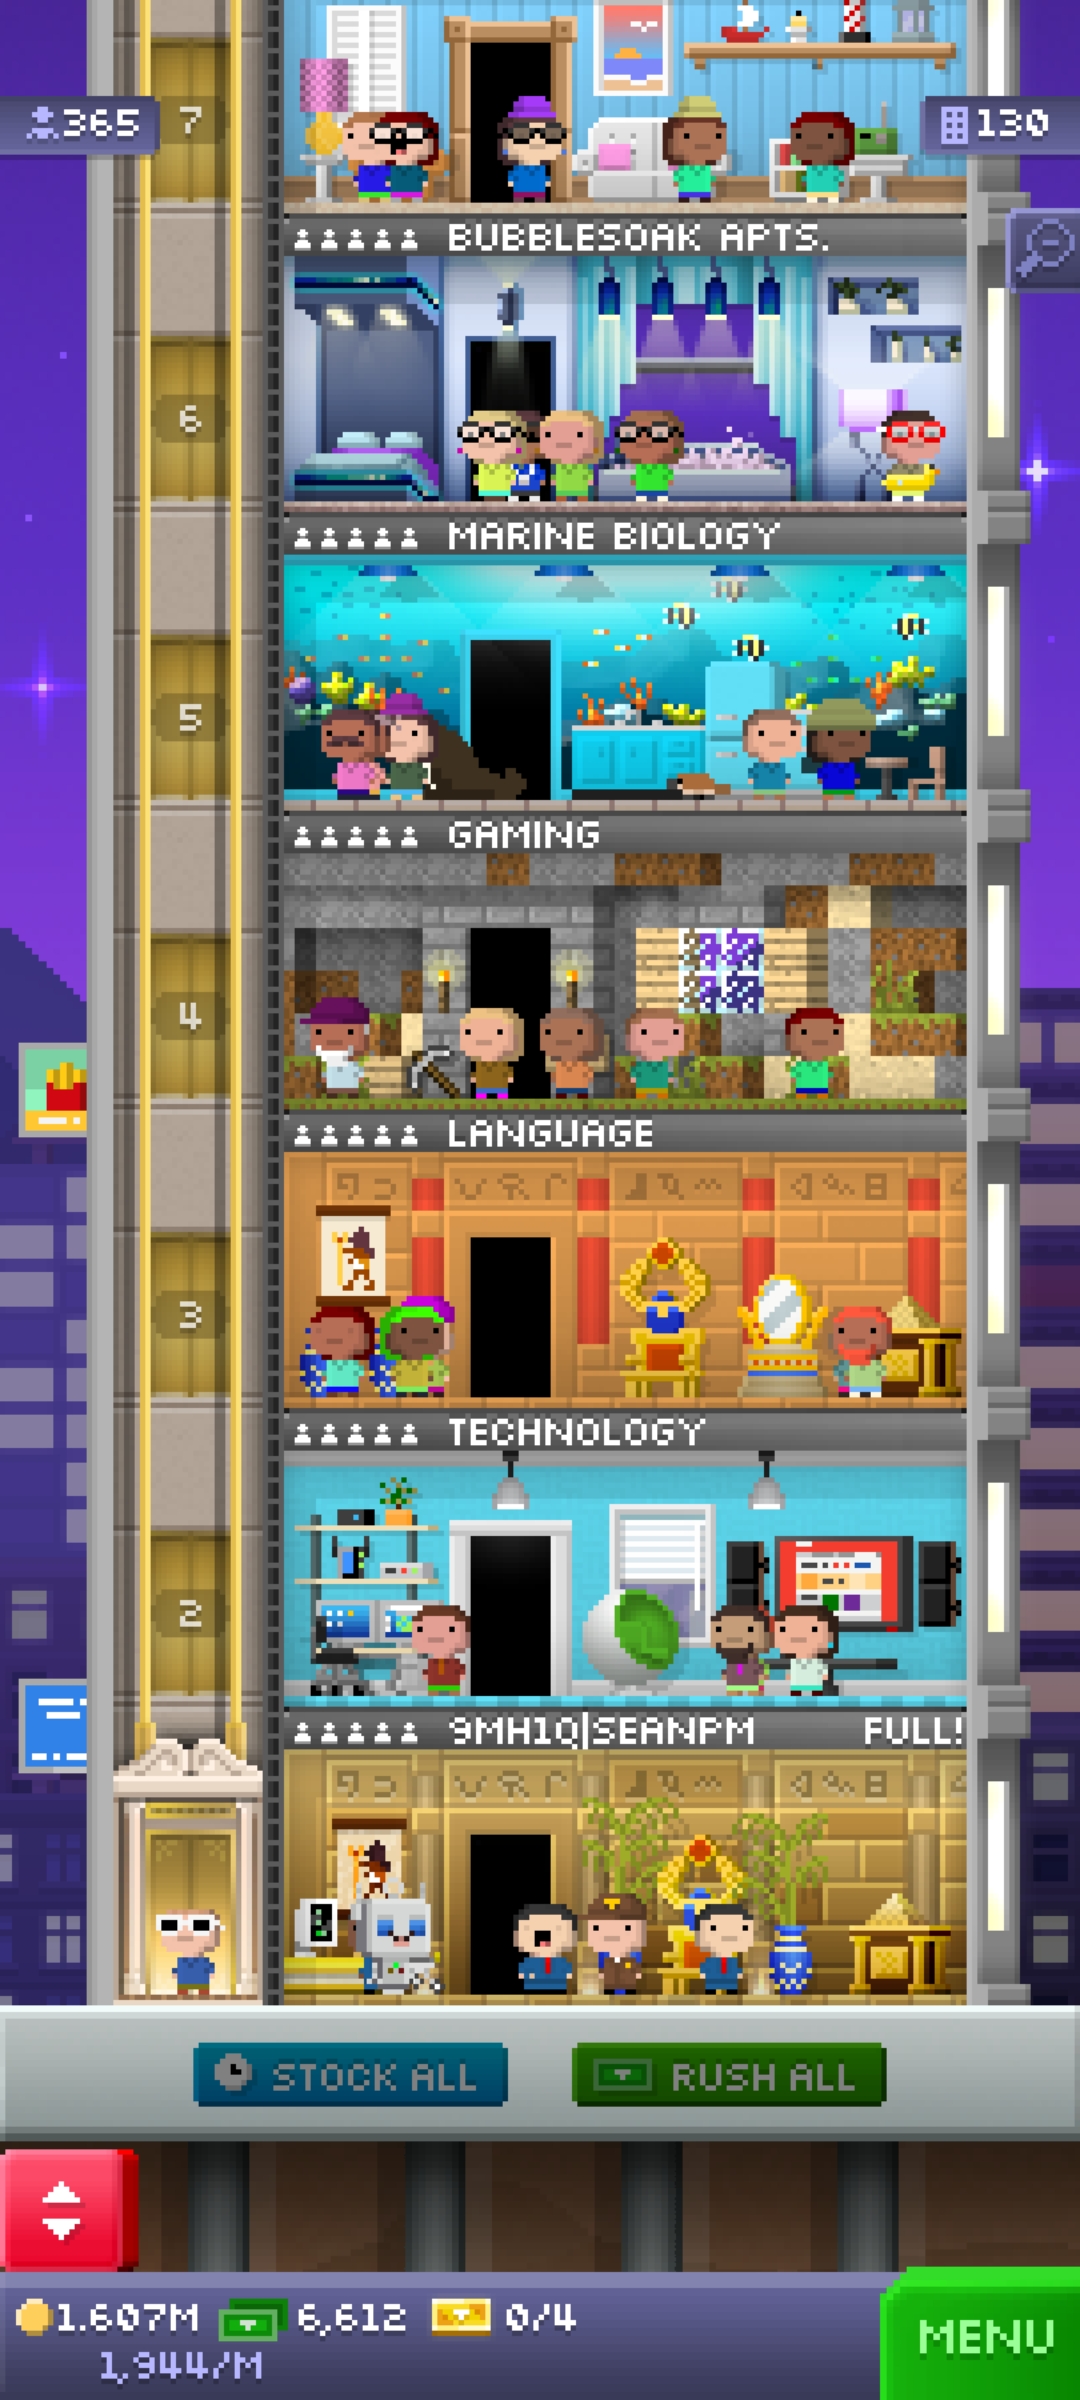 365
7
130
BUBBLESOAK APTS.
6
MARINE BIOLOGY
5
GAMING
4
LANGUAGE
3
TECHNOLOGY
2
9MH1Q|SEANPM FULL!
STOCK ALL
RUSH ALL
1.607M 6,612 0/4
1,944/M
MENU